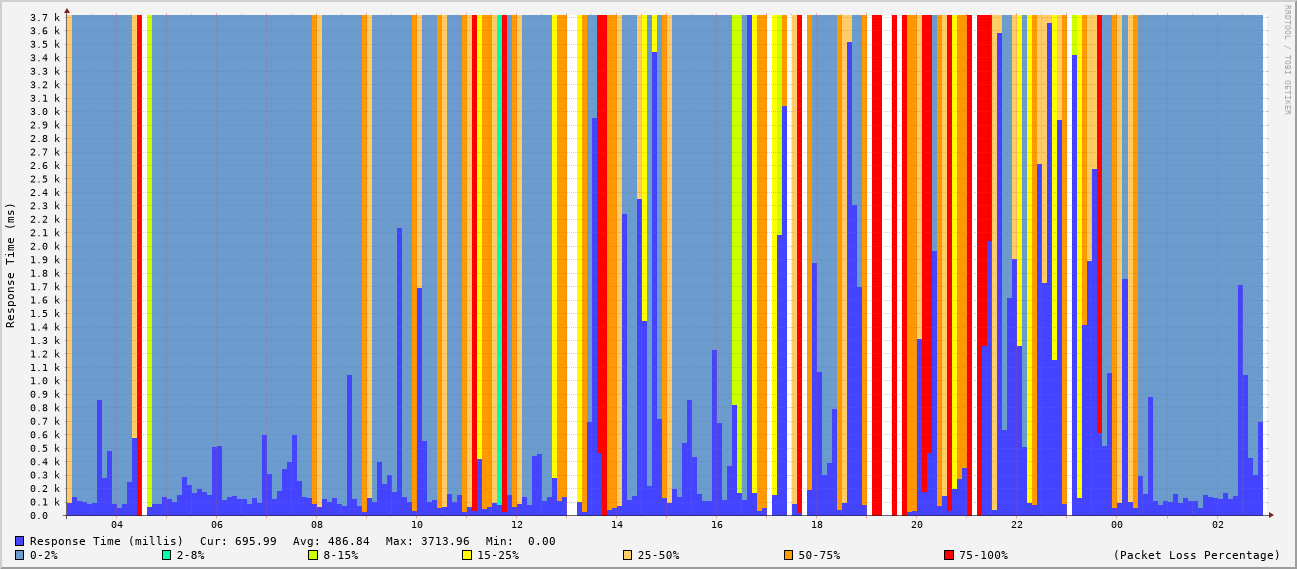 RRDTOOL / TOBI OETIKER
Response Time (ms)
3.7 k
3.6 k
3.5 k
3.4 k
3.3 k
3.2 k
3.1 k
3.0 k
2.9 k
2.8 k
2.7 k
2.6 k
2.5 k
2.4 k
2.3 k
2.2 k
2.1 k
2.0 k
1.9 k
1.8 k
1.7 k
1.6 k
1.5 k
1.4 k
1.3 k
1.2 k
1.1 k
1.0 k
0.9 k
0.8 k
0.7 k
0.6 k
0.5 k
0.4 k
0.3 k
0.2 k
0.1 k
0.0
04 06 08 10 12 14 16 18 20 22 00 02
Response Time (millis) Cur: 695.99 Avg: 486.84 Max: 3713.96 Min: 0.00
0-2% 2-8% 8-15% 15-25% 25-50% 50-75% 75-100% (Packet Loss Percentage)